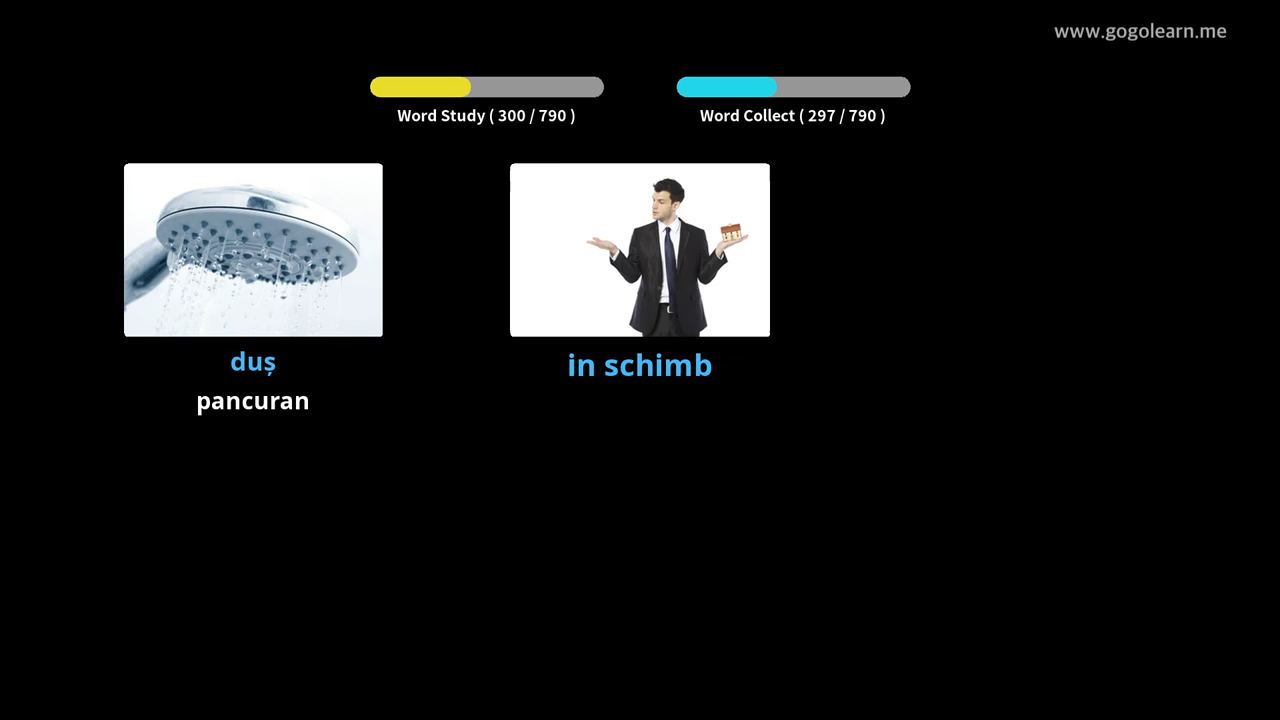 www.gogolearn.me
Word Study ( 300 / 790 )
Word Collect ( 297 / 790 )
duș
pancuran
in schimb